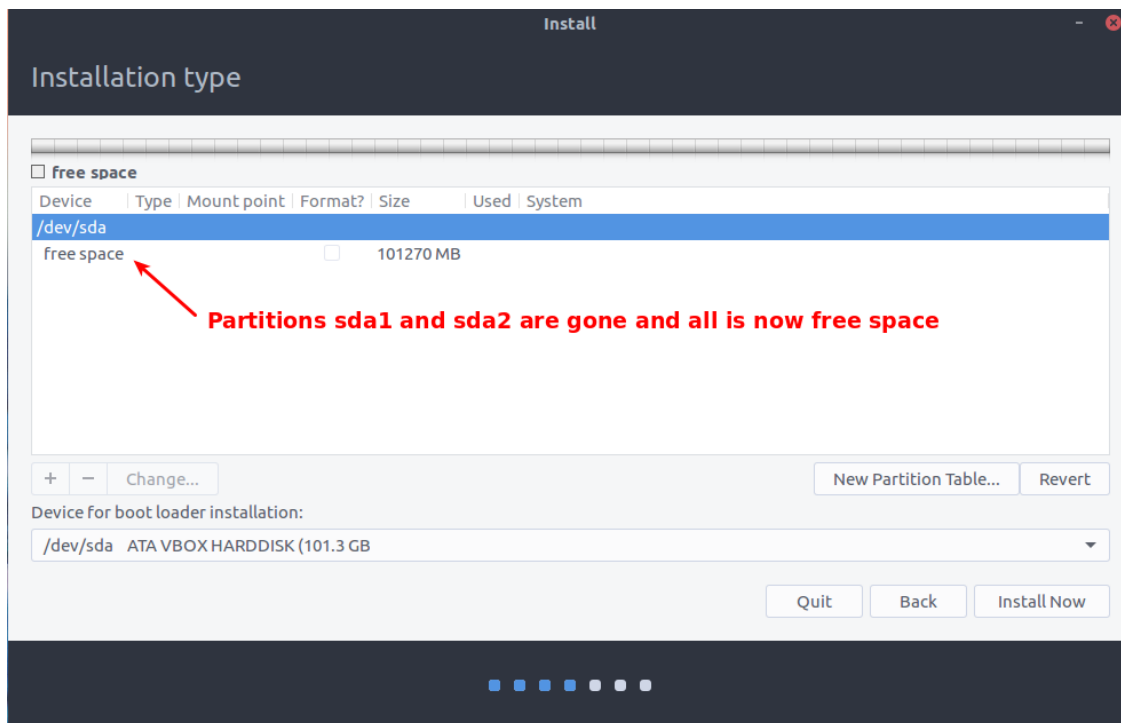 Install
Installation type
free space
Device Type Mount point Format? Size Used System
/dev/sda
free space 101270 MB
Partitions sda1 and sda2 are gone and all is now free space
+ − Change... New Partition Table... Revert
Device for boot loader installation:
/dev/sda ATA VBOX HARDDISK (101.3 GB
Quit Back Install Now